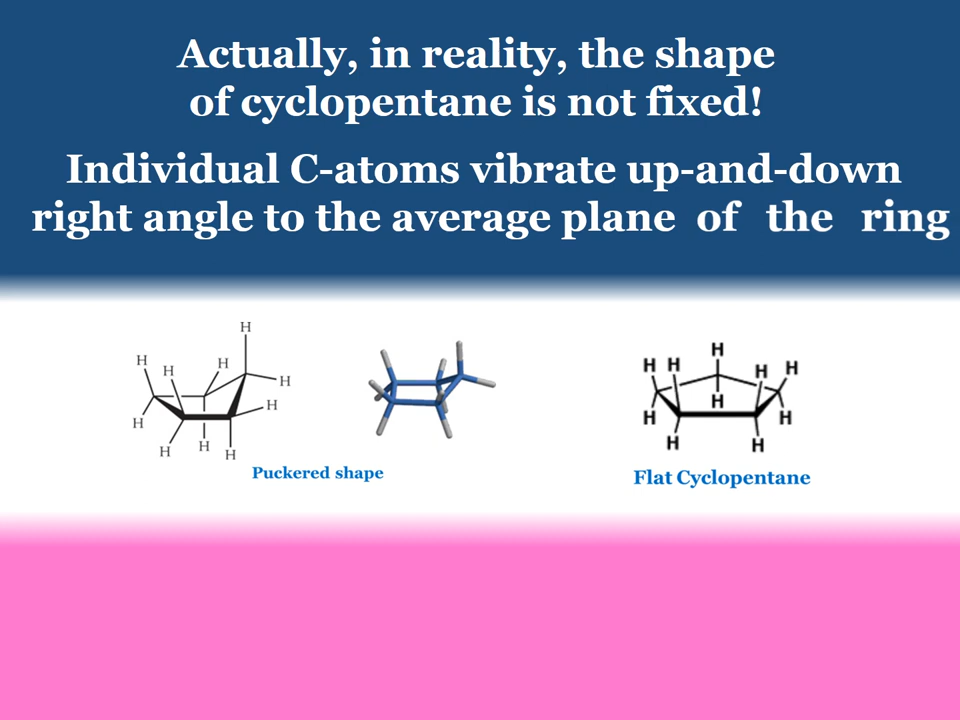 Actually, in reality, the shape
of cyclopentane is not fixed!
Individual C-atoms vibrate up-and-down
right angle to the average plane of the ring
H
H H H
H H H H H
H H
H H
H H H
H H H
H H
Puckered shape
Flat Cyclopentane